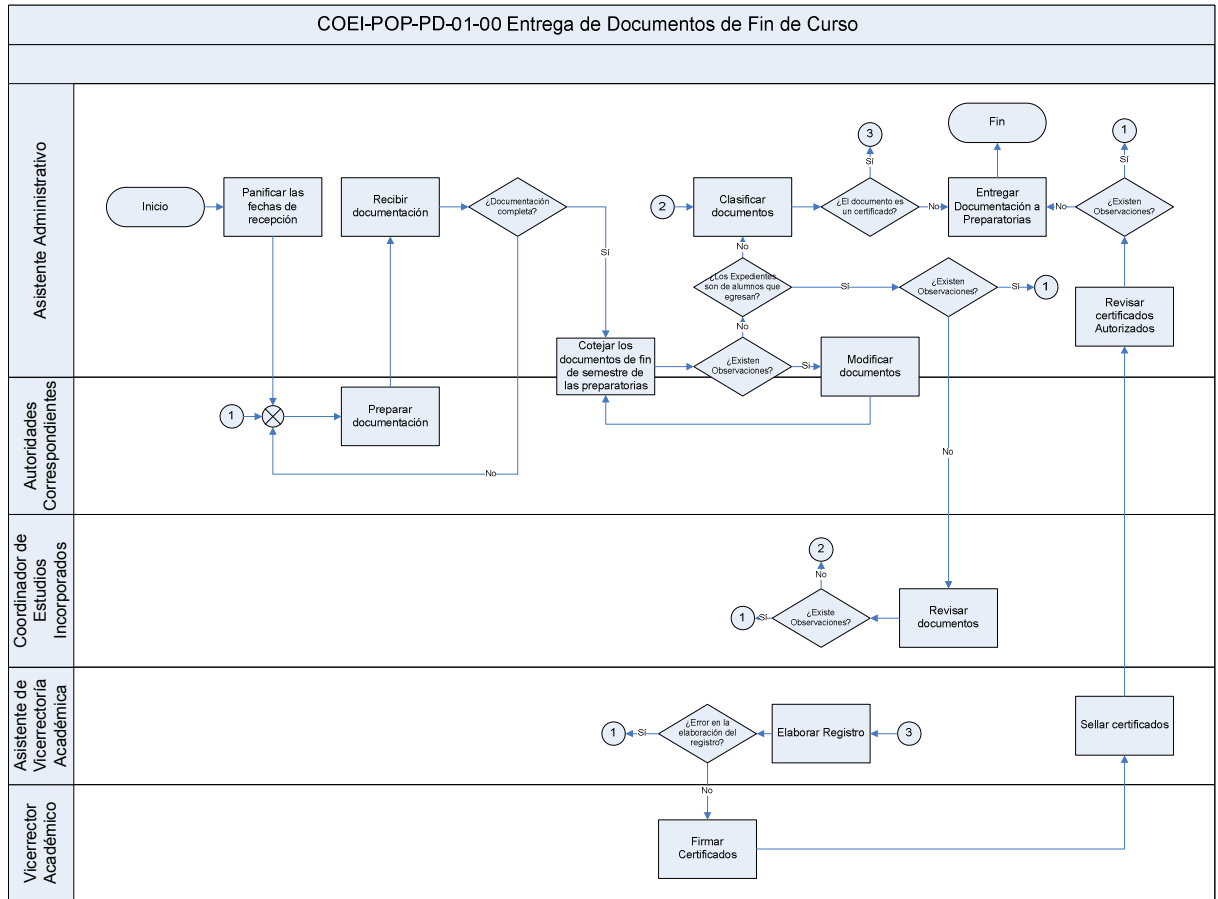 COEI-POP-PD-01-00 Entrega de Documentos de Fin de Curso
Asistente Administrativo
Inicio
Panificar las
fechas de
recepción
Recibir
documentación
¿Documentación
completa?
Sí
No
Cotejar los
documentos de fin
de semestre de
las preparatorias
¿Existen
Observaciones?
Si
Modificar
documentos
No
¿Los Expedientes
son de alumnos que
egresan?
Sí
¿Existen
Observaciones?
Si
1
No
No
2
Clasificar
documentos
¿El documento es
un certificado?
Sí
3
No
Entregar
Documentación a
Preparatorias
Fin
No
¿Existen
Observaciones?
Sí
1
Revisar
certificados
Autorizados
Autoridades
Correspondientes
1
Preparar
documentación
Coordinador de
Estudios
Incorporados
2
No
1
Sí
¿Existe
Observaciones?
Revisar
documentos
Asistente de
Vicerrectoría
Académica
1
Sí
¿Error en la
elaboración del
registro?
Elaborar Registro
3
No
Sellar certificados
Vicerrector
Académico
Firmar
Certificados